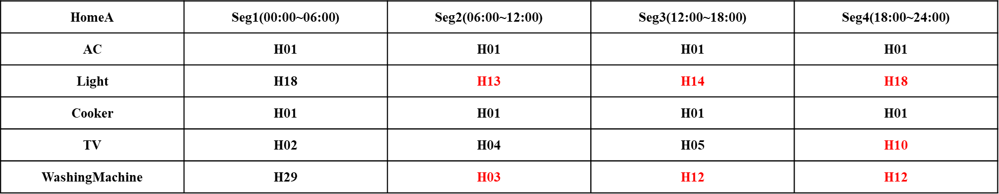 HomeA Seg1(00:00~06:00) Seg2(06:00~12:00) Seg3(12:00~18:00) Seg4(18:00~24:00)
AC H01 H01 H01 H01
Light H18 H13 H14 H18
Cooker H01 H01 H01 H01
TV H02 H04 H05 H10
WashingMachine H29 H03 H12 H12